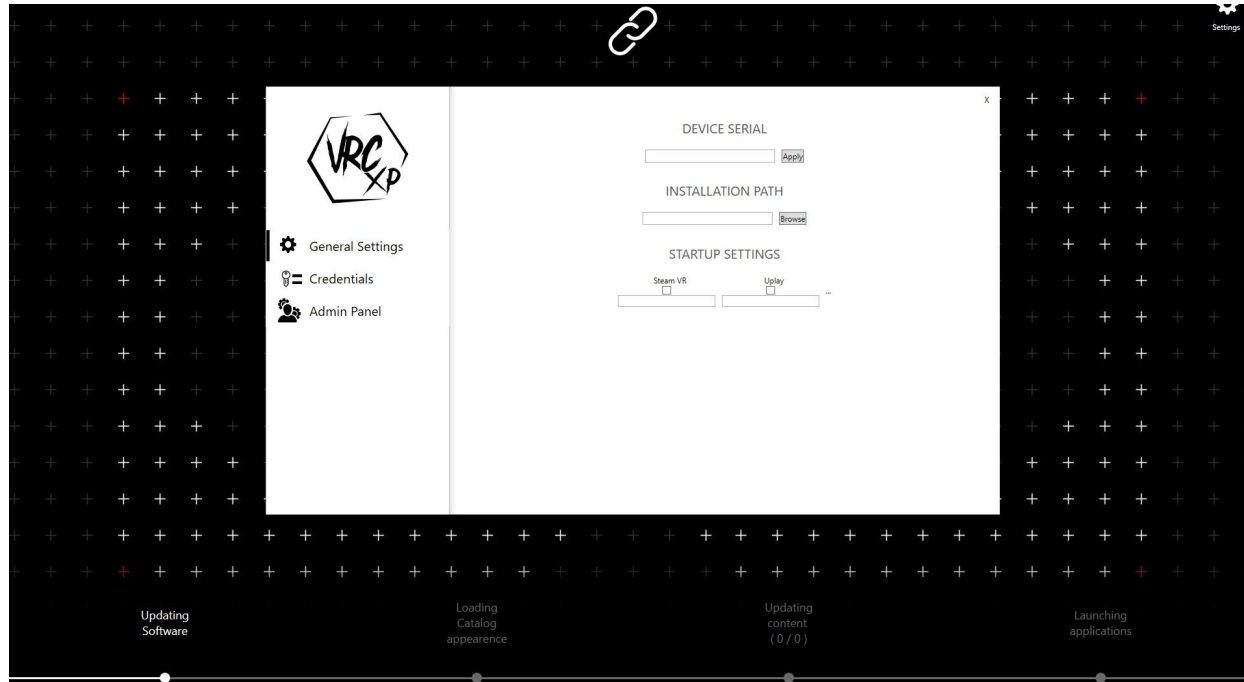 Settings
VRC
XP
General Settings
Credentials
Admin Panel
x
DEVICE SERIAL
Apply
INSTALLATION PATH
Browse
STARTUP SETTINGS
Steam VR
Uplay
...
Updating
Software
Loading
Catalog
appearence
Updating
content
( 0 / 0 )
Launching
applications